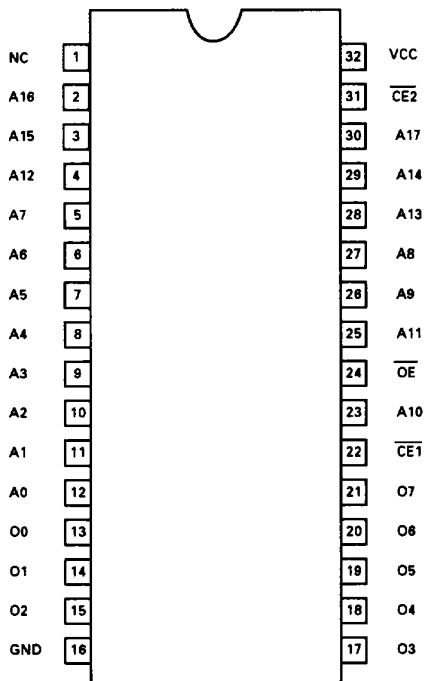 NC 1 32 VCC
A16 2 31 C̅E̅2̅
A15 3 30 A17
A12 4 29 A14
A7 5 28 A13
A6 6 27 A8
A5 7 26 A9
A4 8 25 A11
A3 9 24 O̅E̅
A2 10 23 A10
A1 11 22 C̅E̅1̅
A0 12 21 O7
O0 13 20 O6
O1 14 19 O5
O2 15 18 O4
GND 16 17 O3